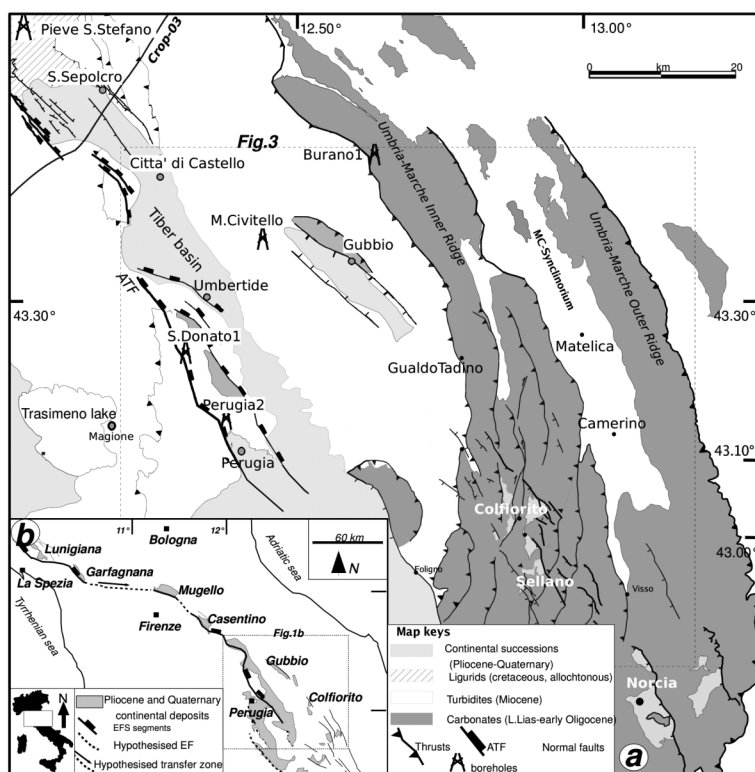 12.50°
13.00°
Pieve S.Stefano
Crop-03
S.Sepolcro
0 km 20
Fig.3
Umbria-Marche Inner Ridge
Burano1
Citta' di Castello
Tiber basin
M.Civitello
Gubbio
MC-Synclinorium
Umbria-Marche Outer Ridge
ATF
Umbertide
43.30°
43.30°
S.Donato1
Matelica
GualdoTadino
Trasimeno lake
Magione
Perugia2
Camerino
Perugia
43.10°
Colfiorito
b
11°
12°
Bologna
60 km
N
Adriatic sea
43.00°
Lunigiana
La Spezia
Garfagnana
Foligno
Sellano
Visso
Mugello
Tyrrhenian sea
Firenze
Casentino
Fig.1b
Gubbio
Colfiorito
Perugia
Map keys
Continental successions
(Pliocene-Quaternary)
Ligurids (cretaceous, allochtonous)
Turbidites (Miocene)
Carbonates (L.Lias-early Oligocene)
Thrusts
ATF
Normal faults
boreholes
Norcia
a
N
Pliocene and Quaternary
continental deposits
EFS segments
Hypothesised EF
Hypothesised transfer zone